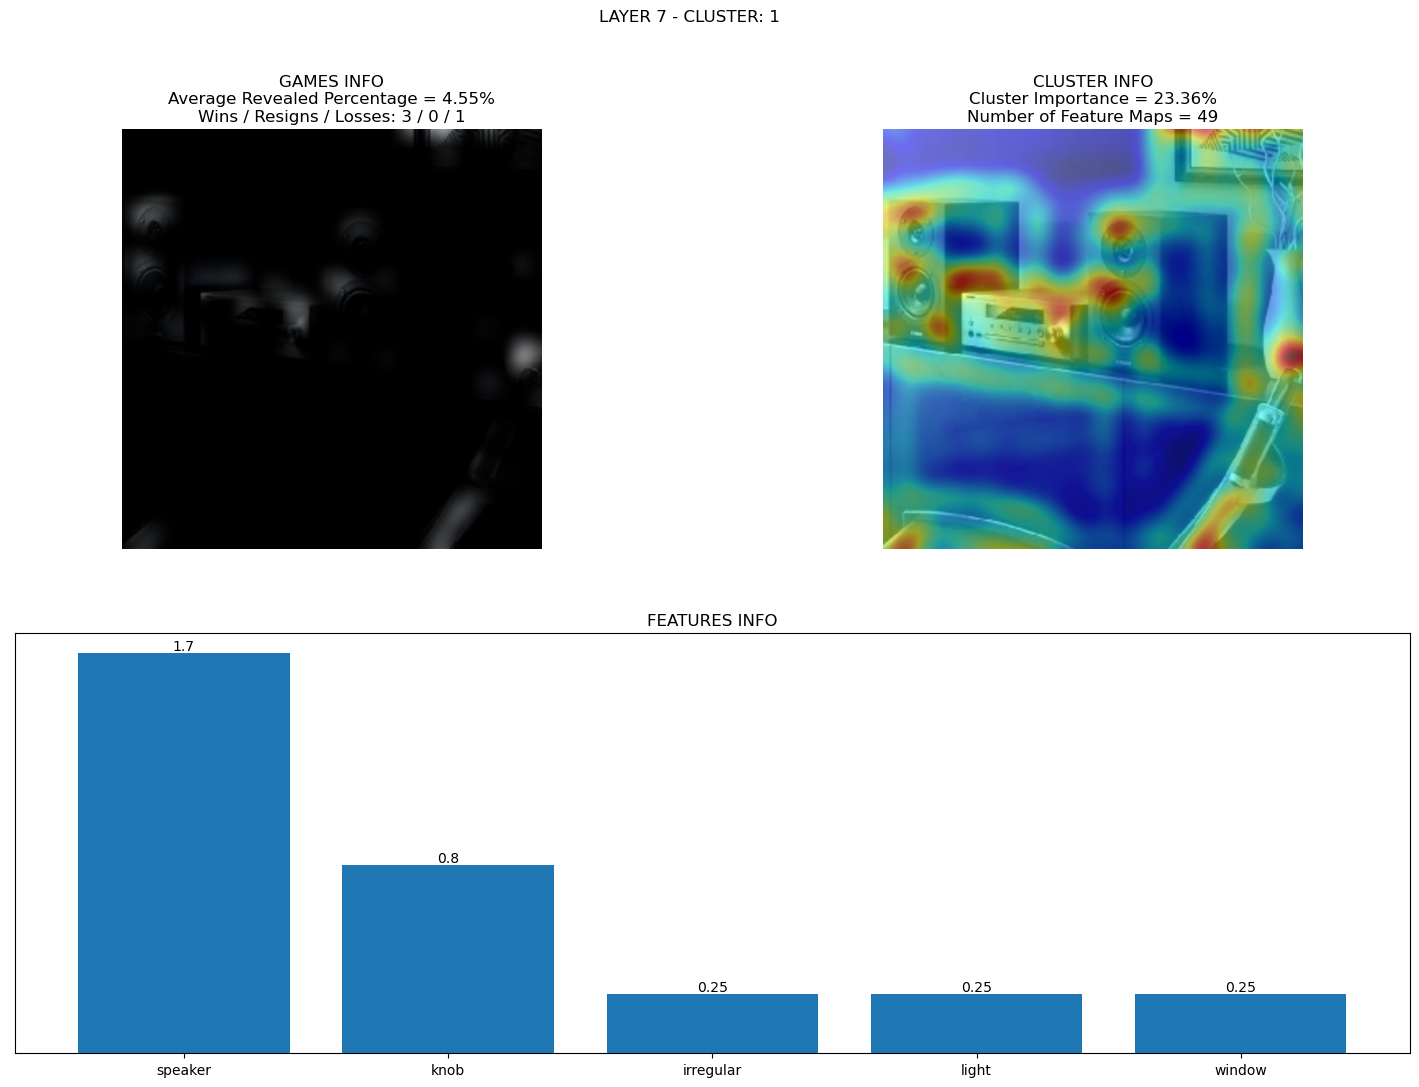 LAYER 7 - CLUSTER: 1
GAMES INFO
Average Revealed Percentage = 4.55%
Wins / Resigns / Losses: 3 / 0 / 1
CLUSTER INFO
Cluster Importance = 23.36%
Number of Feature Maps = 49
FEATURES INFO
1.7
0.8
0.25
0.25
0.25
speaker
knob
irregular
light
window